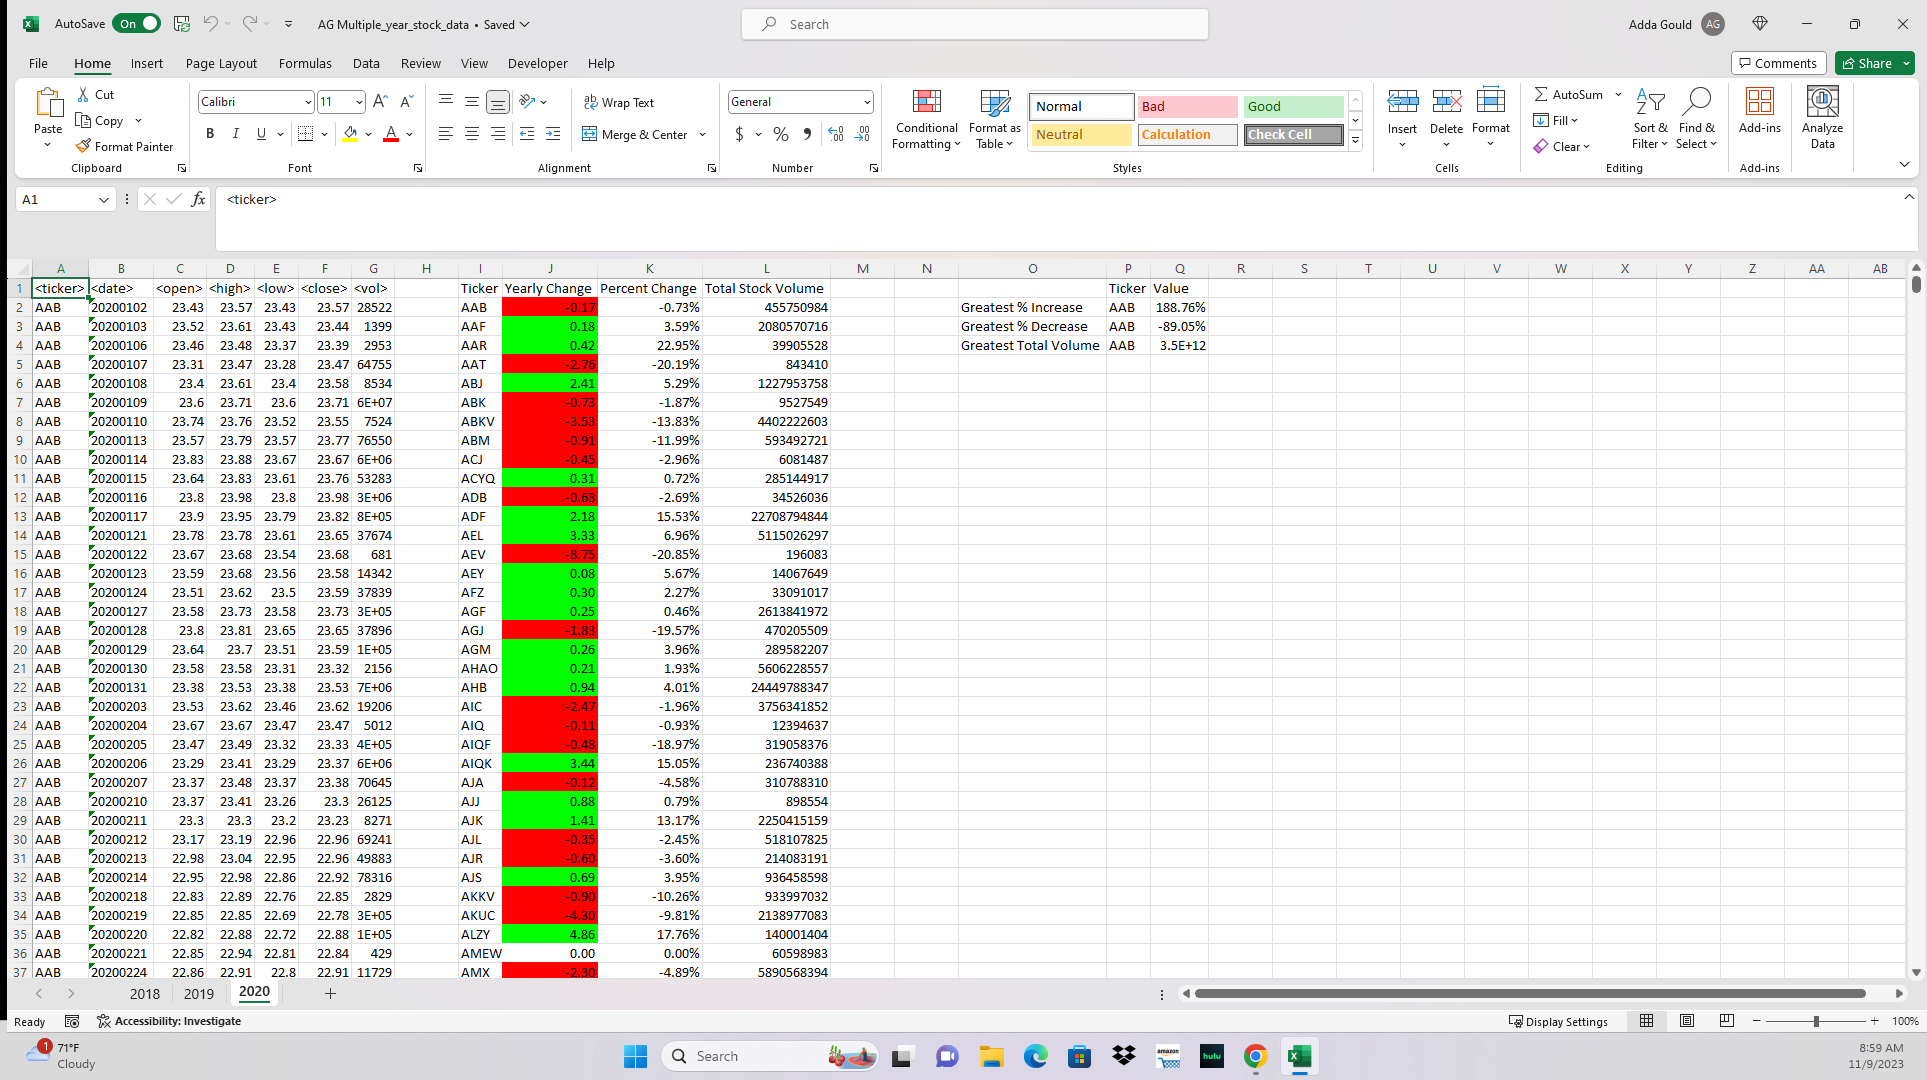 AutoSave On AG Multiple_year_stock_data • Saved Search Adda Gould AG
File Home Insert Page Layout Formulas Data Review View Developer Help Comments Share
Paste Cut Copy Format Painter Clipboard
Calibri 11 A A B I U A Font
ab Wrap Text Merge & Center Alignment
General $ % , Number
Conditional Formatting Format as Table Normal Bad Good Neutral Calculation Check Cell Styles
Insert Delete Format Cells
AutoSum Fill Clear Sort & Filter Find & Select Editing
Add-ins Add-ins Analyze Data
A1 fx <ticker>
A B C D E F G H I J K L M N O P Q R S T U V W X Y Z AA AB
1 <ticker> <date> <open> <high> <low> <close> <vol> Ticker Yearly Change Percent Change Total Stock Volume Ticker Value
2 AAB 20200102 23.43 23.57 23.43 23.57 28522 AAB -0.17 -0.73% 455750984 Greatest % Increase AAB 188.76%
3 AAB 20200103 23.52 23.61 23.43 23.44 1399 AAF 0.18 3.59% 2080570716 Greatest % Decrease AAB -89.05%
4 AAB 20200106 23.46 23.48 23.37 23.39 2953 AAR 0.42 22.95% 39905528 Greatest Total Volume AAB 3.5E+12
5 AAB 20200107 23.31 23.47 23.28 23.47 64755 AAT -2.76 -20.19% 843410
6 AAB 20200108 23.4 23.61 23.4 23.58 8534 ABJ 2.41 5.29% 1227953758
7 AAB 20200109 23.6 23.71 23.6 23.71 6E+07 ABK -0.73 -1.87% 9527549
8 AAB 20200110 23.74 23.76 23.52 23.55 7524 ABKV -3.53 -13.83% 4402222603
9 AAB 20200113 23.57 23.79 23.57 23.77 76550 ABM -0.91 -11.99% 593492721
10 AAB 20200114 23.83 23.88 23.67 23.67 6E+06 ACJ -0.45 -2.96% 6081487
11 AAB 20200115 23.64 23.83 23.61 23.76 53283 ACYQ 0.31 0.72% 285144917
12 AAB 20200116 23.8 23.98 23.8 23.98 3E+06 ADB -0.68 -2.69% 34526036
13 AAB 20200117 23.9 23.95 23.79 23.82 8E+05 ADF 2.18 15.53% 22708794844
14 AAB 20200121 23.78 23.78 23.61 23.65 37674 AEL 3.33 6.96% 5115026297
15 AAB 20200122 23.67 23.68 23.54 23.68 681 AEV -8.75 -20.85% 196083
16 AAB 20200123 23.59 23.68 23.56 23.58 14342 AEY 0.08 5.67% 14067649
17 AAB 20200124 23.51 23.62 23.5 23.59 37839 AFZ 0.30 2.27% 33091017
18 AAB 20200127 23.58 23.73 23.58 23.73 3E+05 AGF 0.25 0.46% 2613841972
19 AAB 20200128 23.8 23.81 23.65 23.65 37896 AGJ -1.83 -19.57% 470205509
20 AAB 20200129 23.64 23.7 23.51 23.59 1E+05 AGM 0.26 3.96% 289582207
21 AAB 20200130 23.58 23.58 23.31 23.32 2156 AHAO 0.21 1.93% 5606228557
22 AAB 20200131 23.38 23.53 23.38 23.53 7E+06 AHB 0.94 4.01% 24449788347
23 AAB 20200203 23.53 23.62 23.46 23.62 19206 AIC -2.47 -1.96% 3756341852
24 AAB 20200204 23.67 23.67 23.47 23.47 5012 AIQ -0.11 -0.93% 12394637
25 AAB 20200205 23.47 23.49 23.32 23.33 4E+05 AIQF -0.48 -18.97% 319058376
26 AAB 20200206 23.29 23.41 23.29 23.37 6E+06 AIQK 3.44 15.05% 236740388
27 AAB 20200207 23.37 23.48 23.37 23.38 70645 AJA -0.12 -4.58% 310788310
28 AAB 20200210 23.37 23.41 23.26 23.3 26125 AJJ 0.88 0.79% 898554
29 AAB 20200211 23.3 23.3 23.2 23.23 8271 AJK 1.41 13.17% 2250415159
30 AAB 20200212 23.17 23.19 22.96 22.96 69241 AJL -0.35 -2.45% 518107825
31 AAB 20200213 22.98 23.04 22.95 22.96 49883 AJR -0.60 -3.60% 214083191
32 AAB 20200214 22.95 22.98 22.86 22.92 78316 AJS 0.69 3.95% 936458598
33 AAB 20200218 22.83 22.89 22.76 22.85 2829 AKKV -0.90 -10.26% 933997032
34 AAB 20200219 22.85 22.85 22.69 22.78 3E+05 AKUC -4.30 -9.81% 2138977083
35 AAB 20200220 22.82 22.88 22.72 22.88 1E+05 ALZY 4.86 17.76% 140001404
36 AAB 20200221 22.85 22.94 22.81 22.84 429 AMEW 0.00 0.00% 60598983
37 AAB 20200224 22.86 22.91 22.8 22.91 11729 AMX -2.30 -4.89% 5890568394
2018 2019 2020
Ready Accessibility: Investigate Display Settings 100%
1 71°F Cloudy Search amazon hulu 8:59 AM 11/9/2023